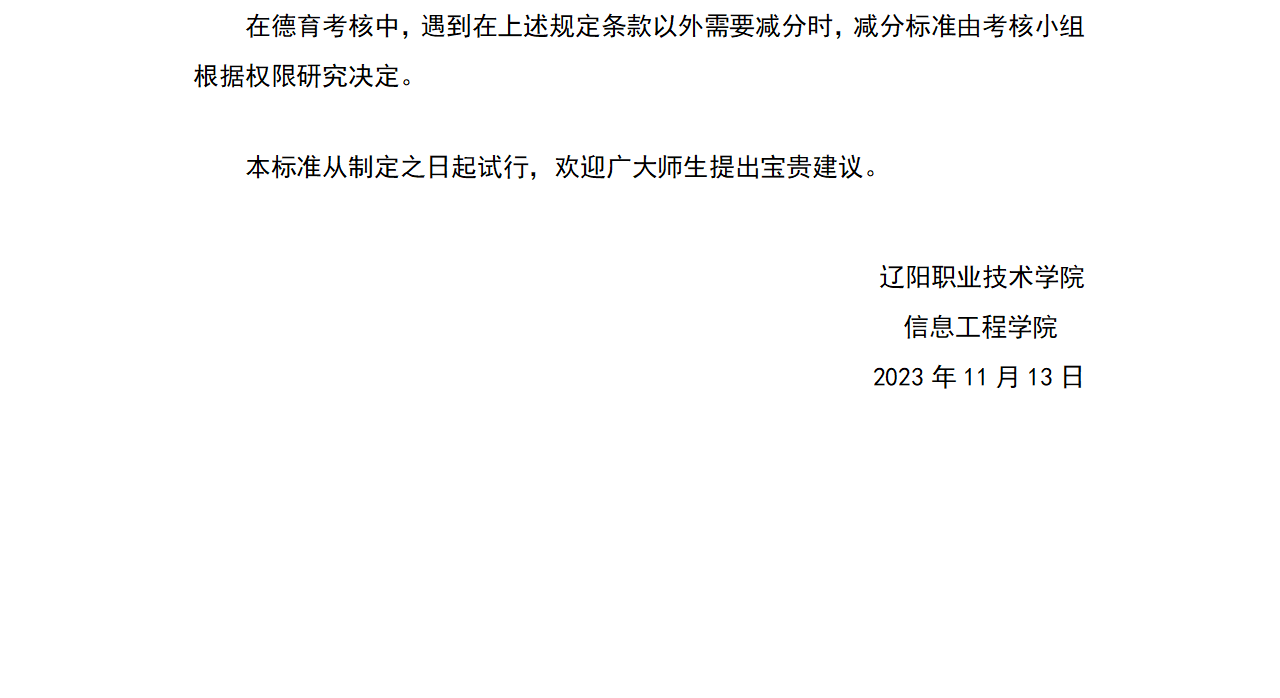 在德育考核中，遇到在上述规定条款以外需要减分时，减分标准由考核小组
根据权限研究决定。
本标准从制定之日起试行，欢迎广大师生提出宝贵建议。
辽阳职业技术学院
信息工程学院
2023 年 11 月 13 日